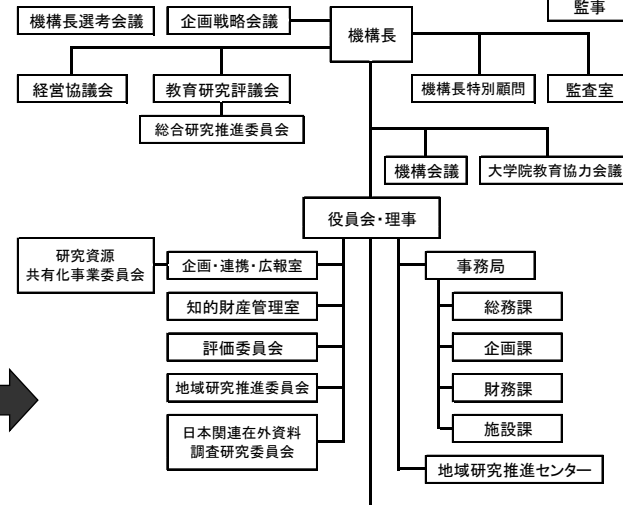 監事
機構長選考会議
企画戦略会議
機構長
経営協議会
教育研究評議会
機構長特別顧問
監査室
総合研究推進委員会
機構会議
大学院教育協力会議
役員会・理事
研究資源
共有化事業委員会
企画・連携・広報室
事務局
知的財産管理室
総務課
評価委員会
企画課
地域研究推進委員会
財務課
日本関連在外資料
調査研究委員会
施設課
地域研究推進センター